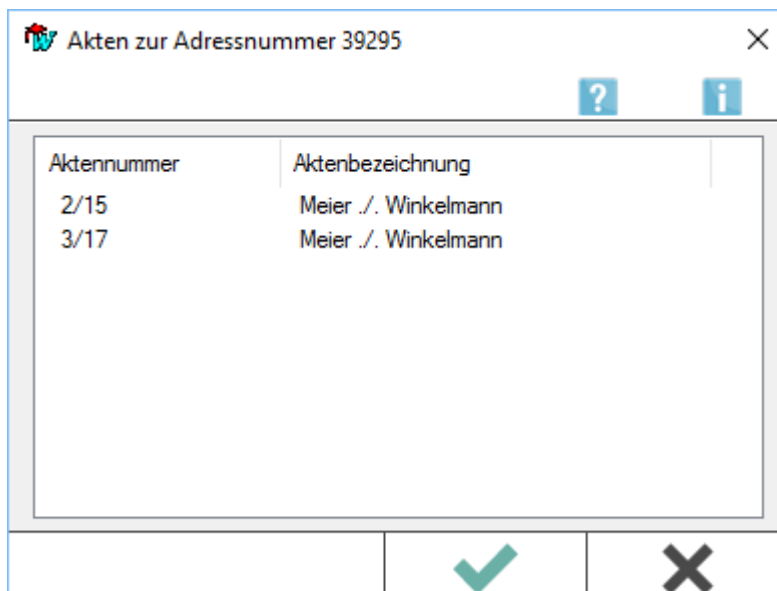 Akten zur Adressnummer 39295
? i
Aktennummer Aktenbezeichnung
2/15 Meier ./. Winkelmann
3/17 Meier ./. Winkelmann